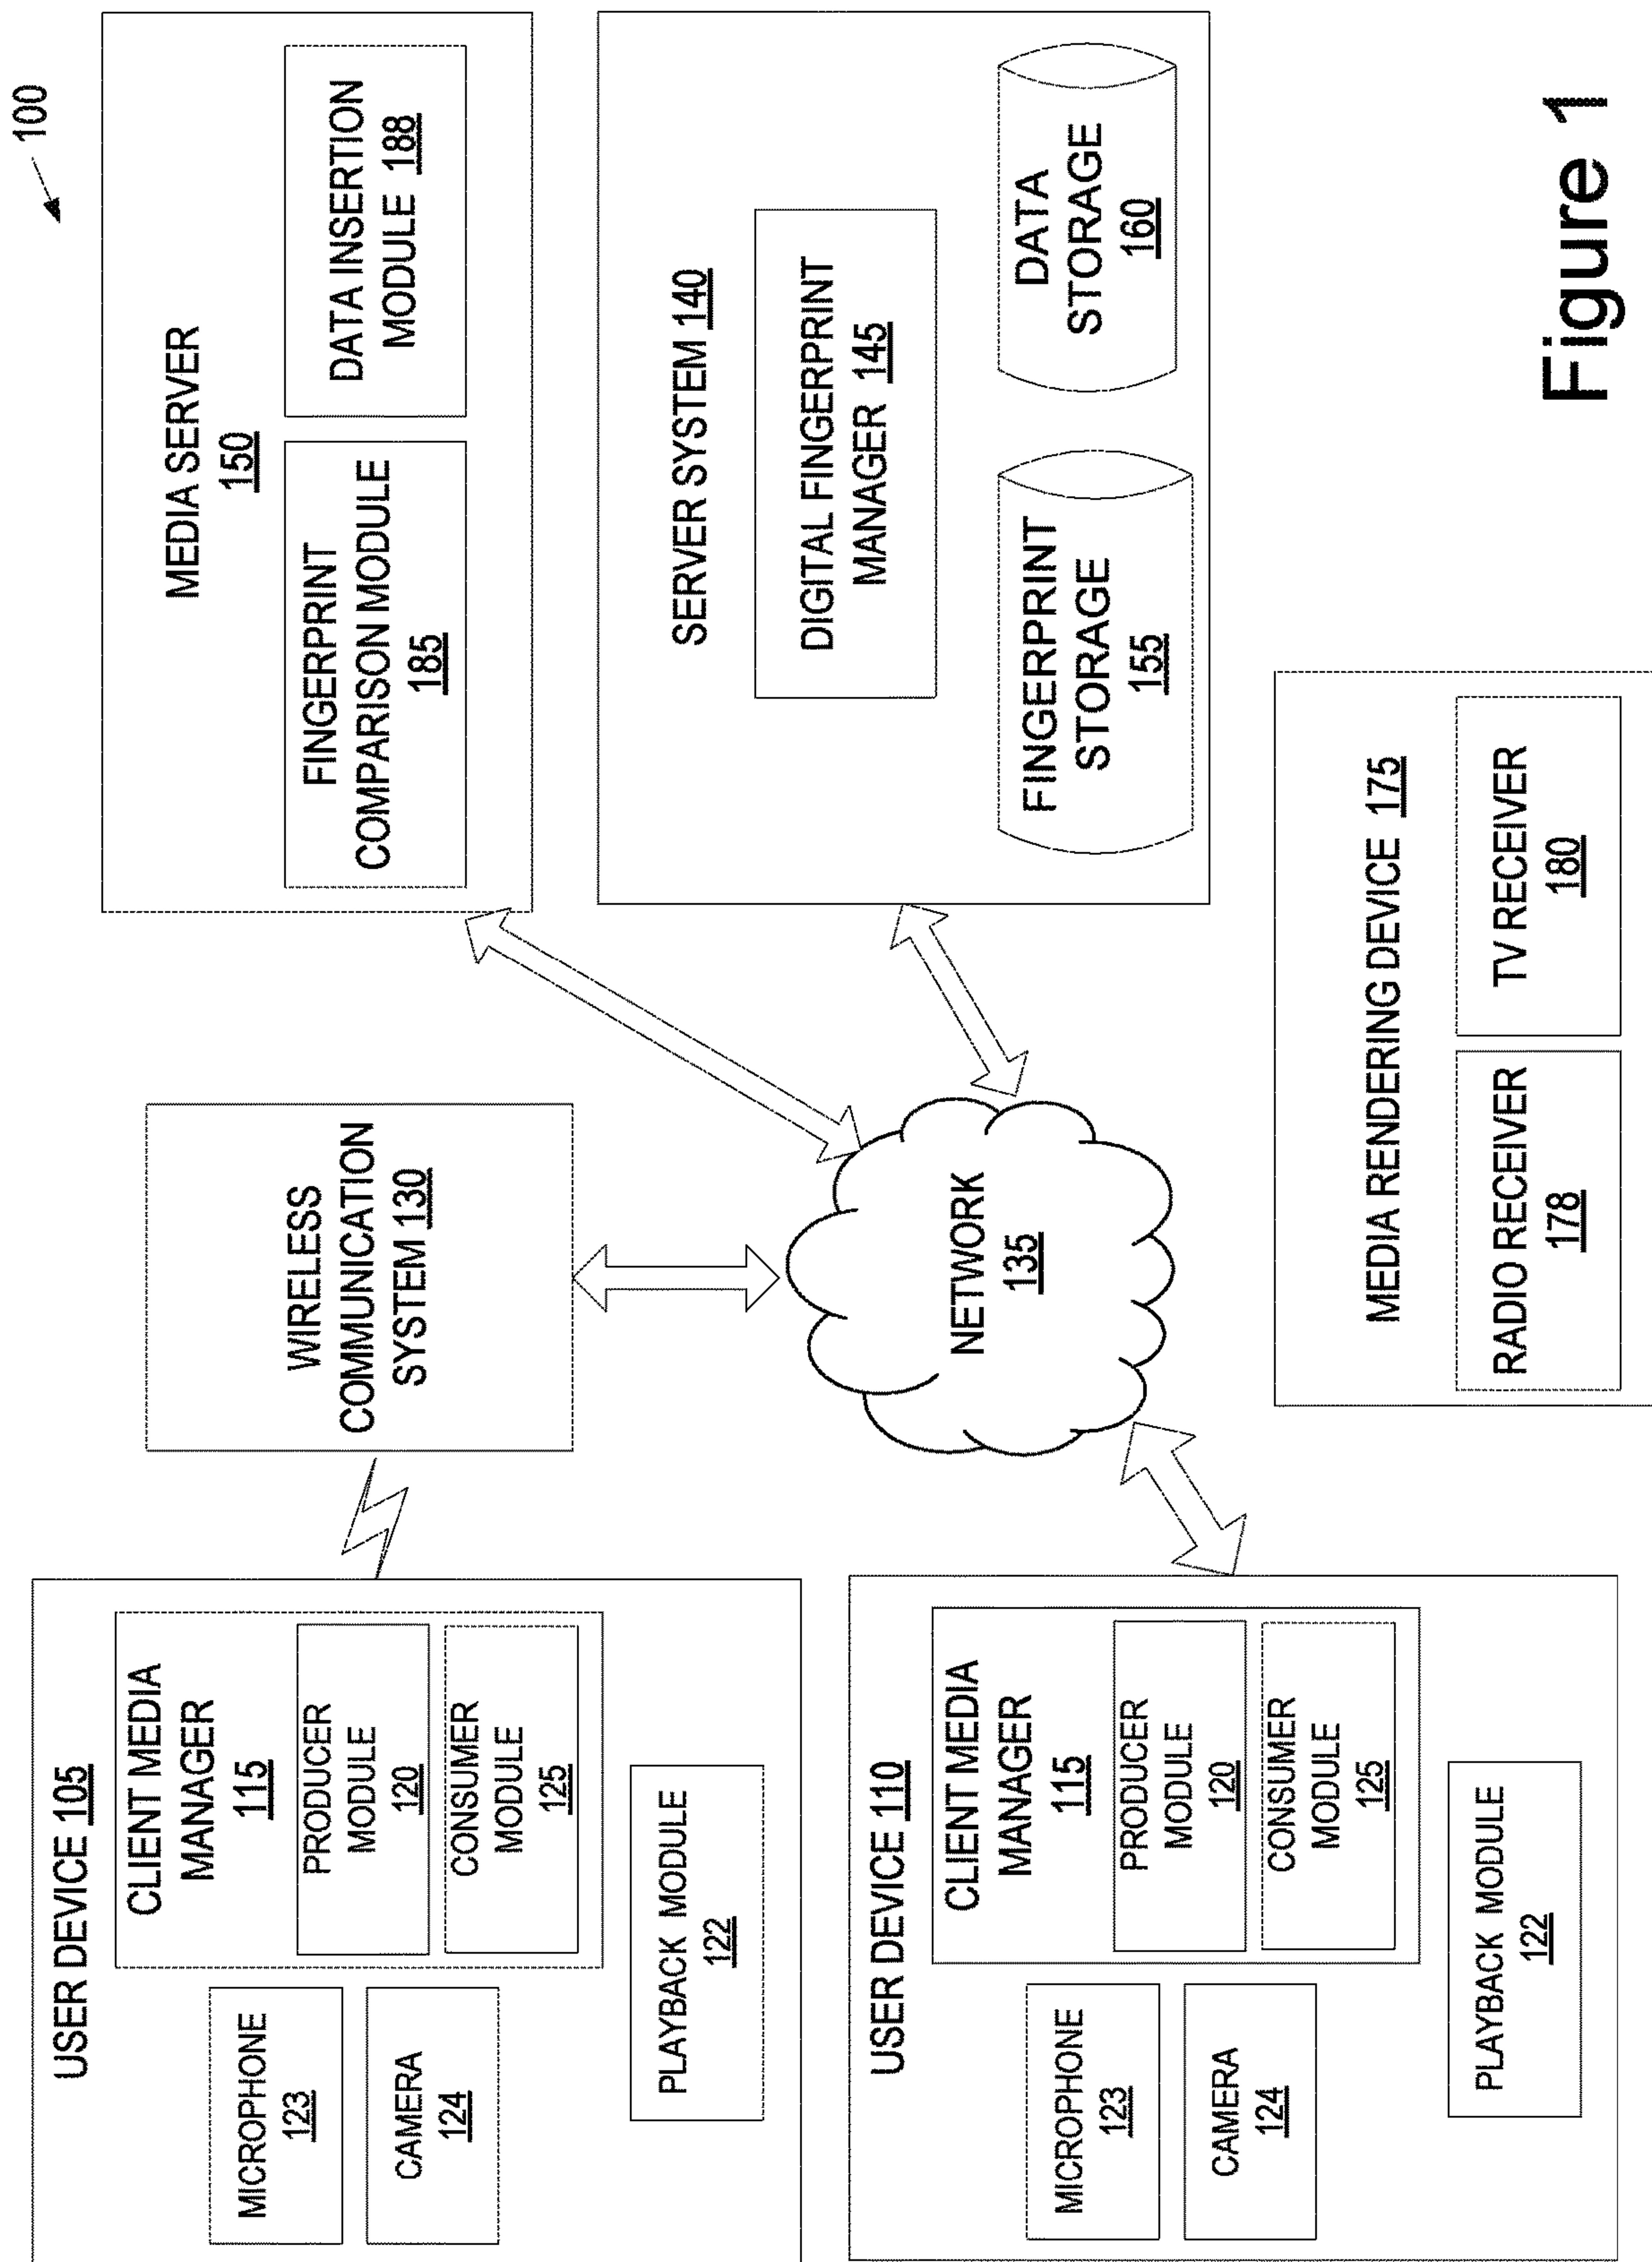 100
USER DEVICE 105
CLIENT MEDIA
MANAGER
115
PRODUCER
MODULE
120
CONSUMER
MODULE
125
MICROPHONE
123
CAMERA
124
PLAYBACK MODULE
122
USER DEVICE 110
CLIENT MEDIA
MANAGER
115
PRODUCER
MODULE
120
CONSUMER
MODULE
125
MICROPHONE
123
CAMERA
124
PLAYBACK MODULE
122
WIRELESS
COMMUNICATION
SYSTEM 130
NETWORK
135
MEDIA SERVER
150
FINGERPRINT
COMPARISON MODULE
185
DATA INSERTION
MODULE 188
SERVER SYSTEM 140
DIGITAL FINGERPRINT
MANAGER 145
FINGERPRINT
STORAGE
155
DATA
STORAGE
160
MEDIA RENDERING DEVICE 175
RADIO RECEIVER
178
TV RECEIVER
180
Figure 1